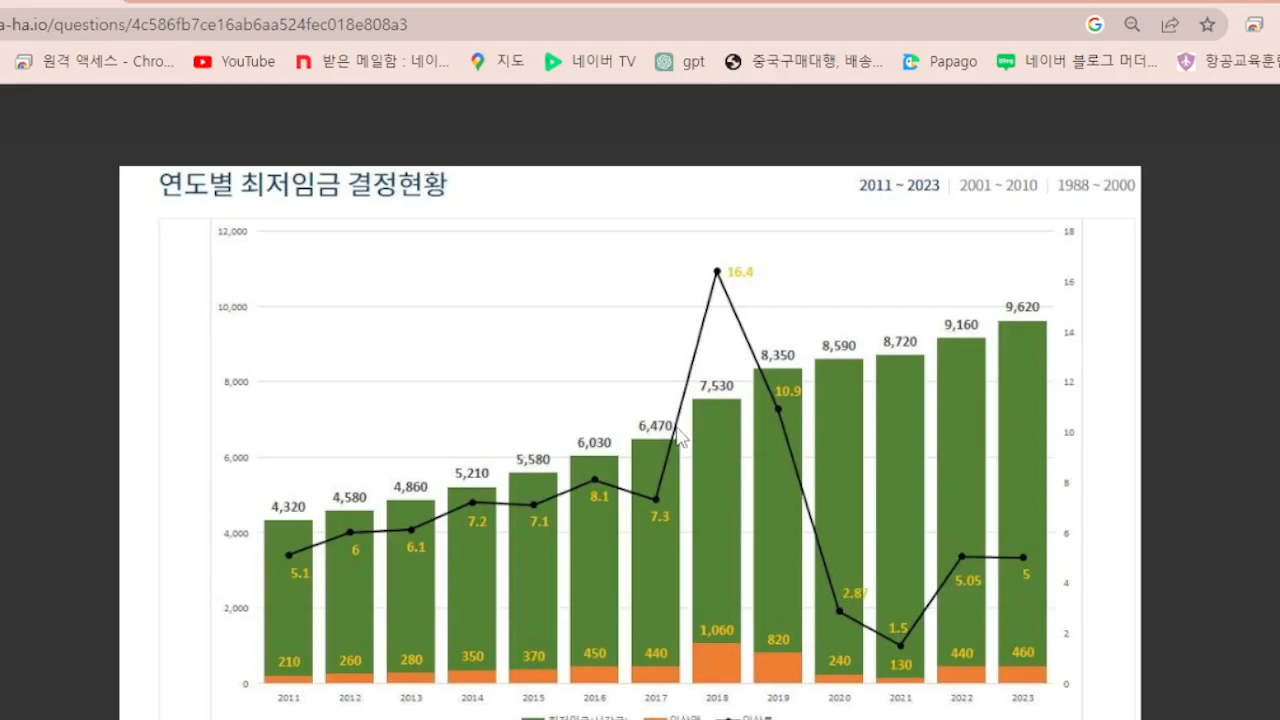 a-ha.io/questions/4c586fb7ce16ab6aa524fec018e808a3
원격 액세스 - Chro... YouTube 받은 메일함 : 네이... 지도 네이버 TV gpt 중국구매대행, 배송... Papago 네이버 블로그 머더... 항공교육훈련
연도별 최저임금 결정현황
2011 ~ 2023 2001 ~ 2010 1988 ~ 2000
12,000 18
16.4 16
10,000 9,620
9,160 14
8,350 8,590 8,720
8,000 7,530 10.9 12
6,470 10
6,030
6,000 5,580
5,210 8
4,860 8.1
4,320 4,580 7.2 7.1 7.3
4,000 6 6.1 6
5.1 5.05 5 4
2,000 2.87
1.5 2
210 260 280 350 370 450 440 1,060 820 240 130 440 460
0 0
2011 2012 2013 2014 2015 2016 2017 2018 2019 2020 2021 2022 2023